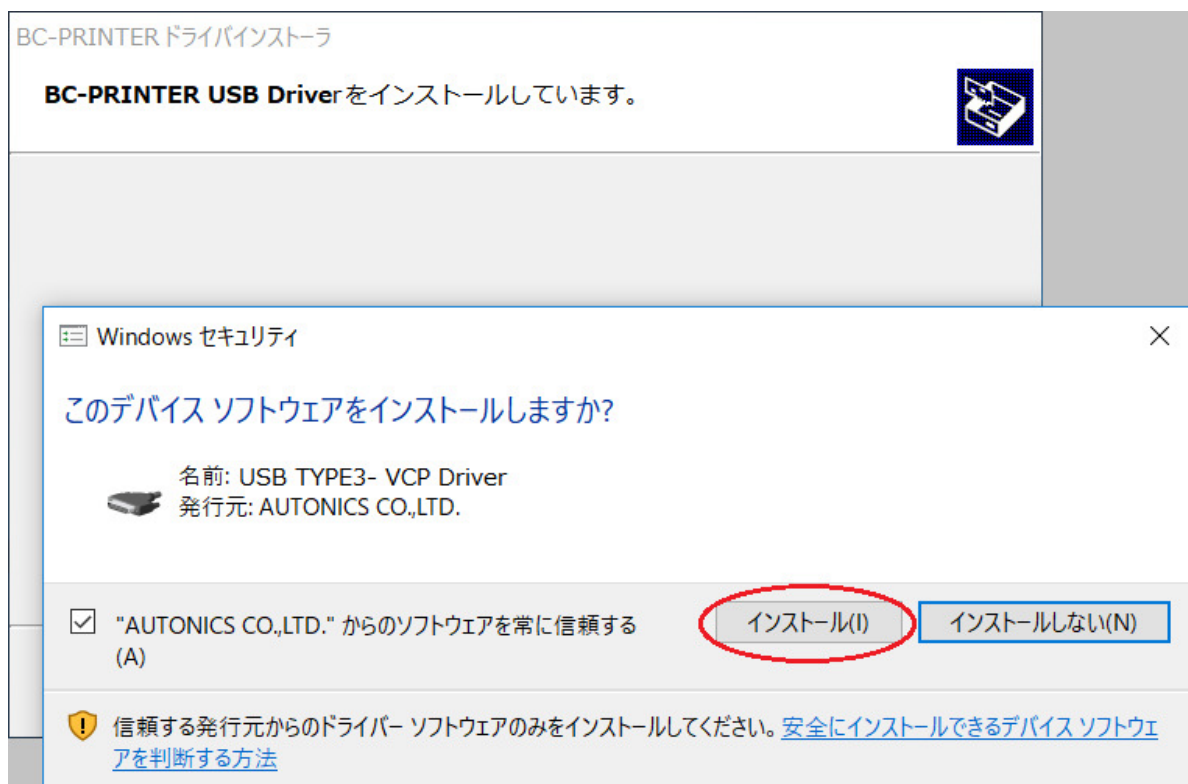 BC-PRINTER ドライバインストーラ
BC-PRINTER USB Driverをインストールしています。
Windows セキュリティ
このデバイス ソフトウェアをインストールしますか?
名前: USB TYPE3- VCP Driver
発行元: AUTONICS CO.,LTD.
"AUTONICS CO.,LTD." からのソフトウェアを常に信頼する
(A)
インストール(I)
インストールしない(N)
信頼する発行元からのドライバー ソフトウェアのみをインストールしてください。安全にインストールできるデバイス ソフトウェ
アを判断する方法